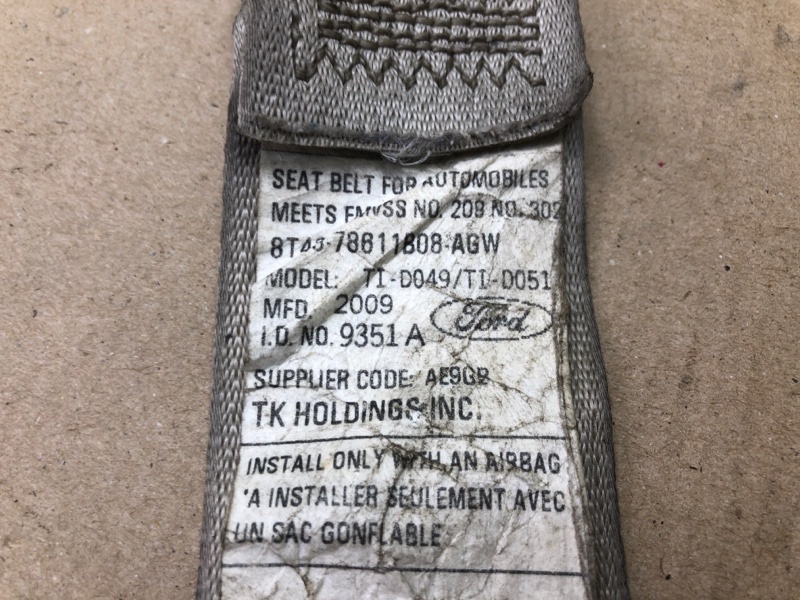 SEAT BELT FOR AUTOMOBILES
MEETS FMVSS NO. 209 NO. 302
78611B08-AGW
MODEL: TI-D049/TI-D051
MFD. 2009
Ford
I.D. NO. 9351 A
SUPPLIER CODE:
TK HOLDINGS INC.
INSTALL ONLY WITH AN AIRBAG
'A INSTALLER SEULEMENT AVEC
UN SAC GONFLABLE